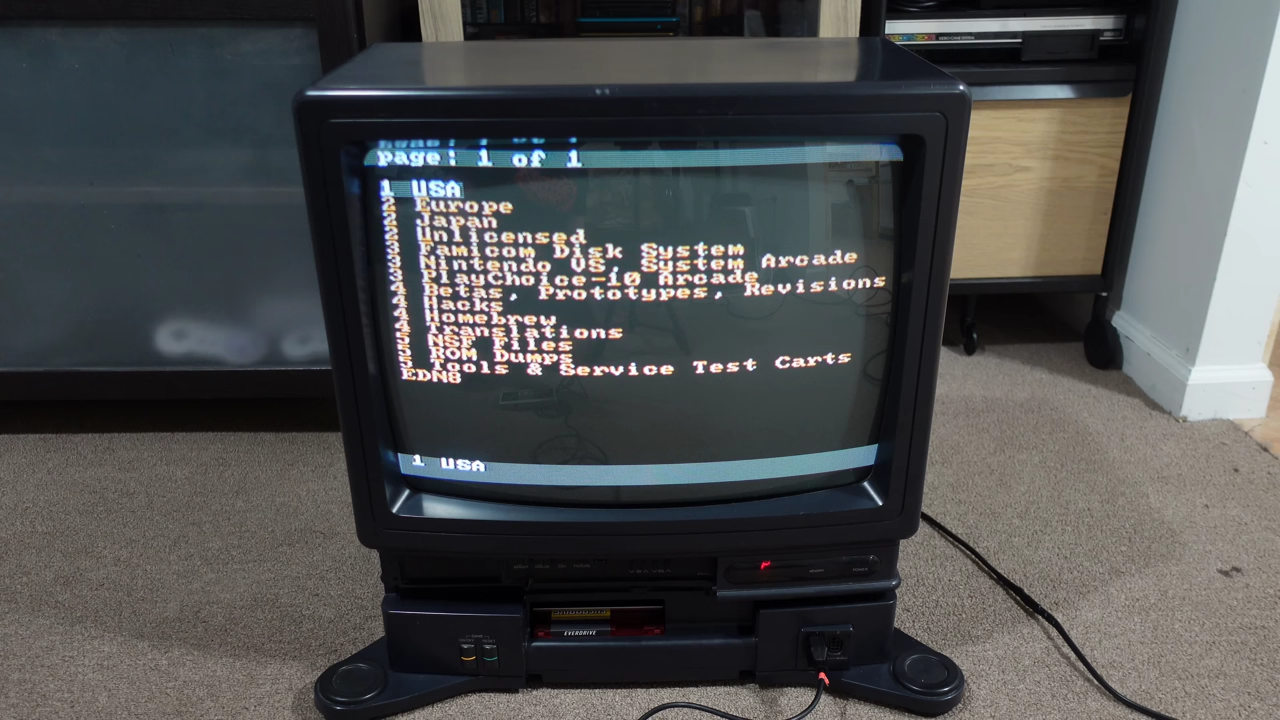 page: 1 of 1
1 USA
2 Europe
2 Japan
2 Unlicensed
3 Famicom Disk System
3 Nintendo VS. System Arcade
3 PlayChoice-10 Arcade
4 Betas, Prototypes, Revisions
4 Hacks
4 Homebrew
4 Translations
5 NSF Files
5 ROM Dumps
5 Tools & Service Test Carts
EDN8
1 USA
EVERDRIVE